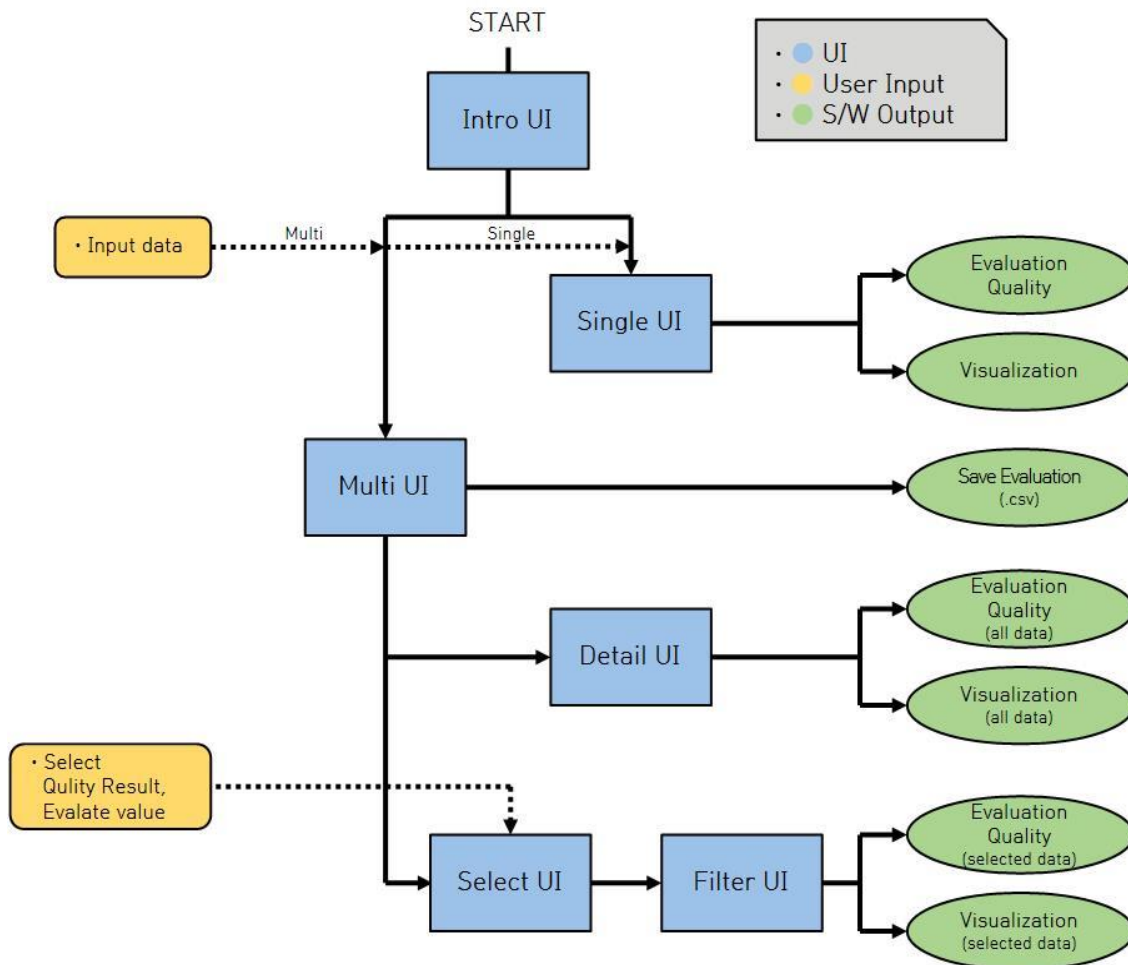 START
· UI
· User Input
· S/W Output
Intro UI
· Input data
Multi
Single
Single UI
Evaluation
Quality
Visualization
Multi UI
Save Evaluation
(.csv)
Detail UI
Evaluation
Quality
(all data)
Visualization
(all data)
· Select
Qulity Result,
Evalate value
Select UI
Filter UI
Evaluation
Quality
(selected data)
Visualization
(selected data)